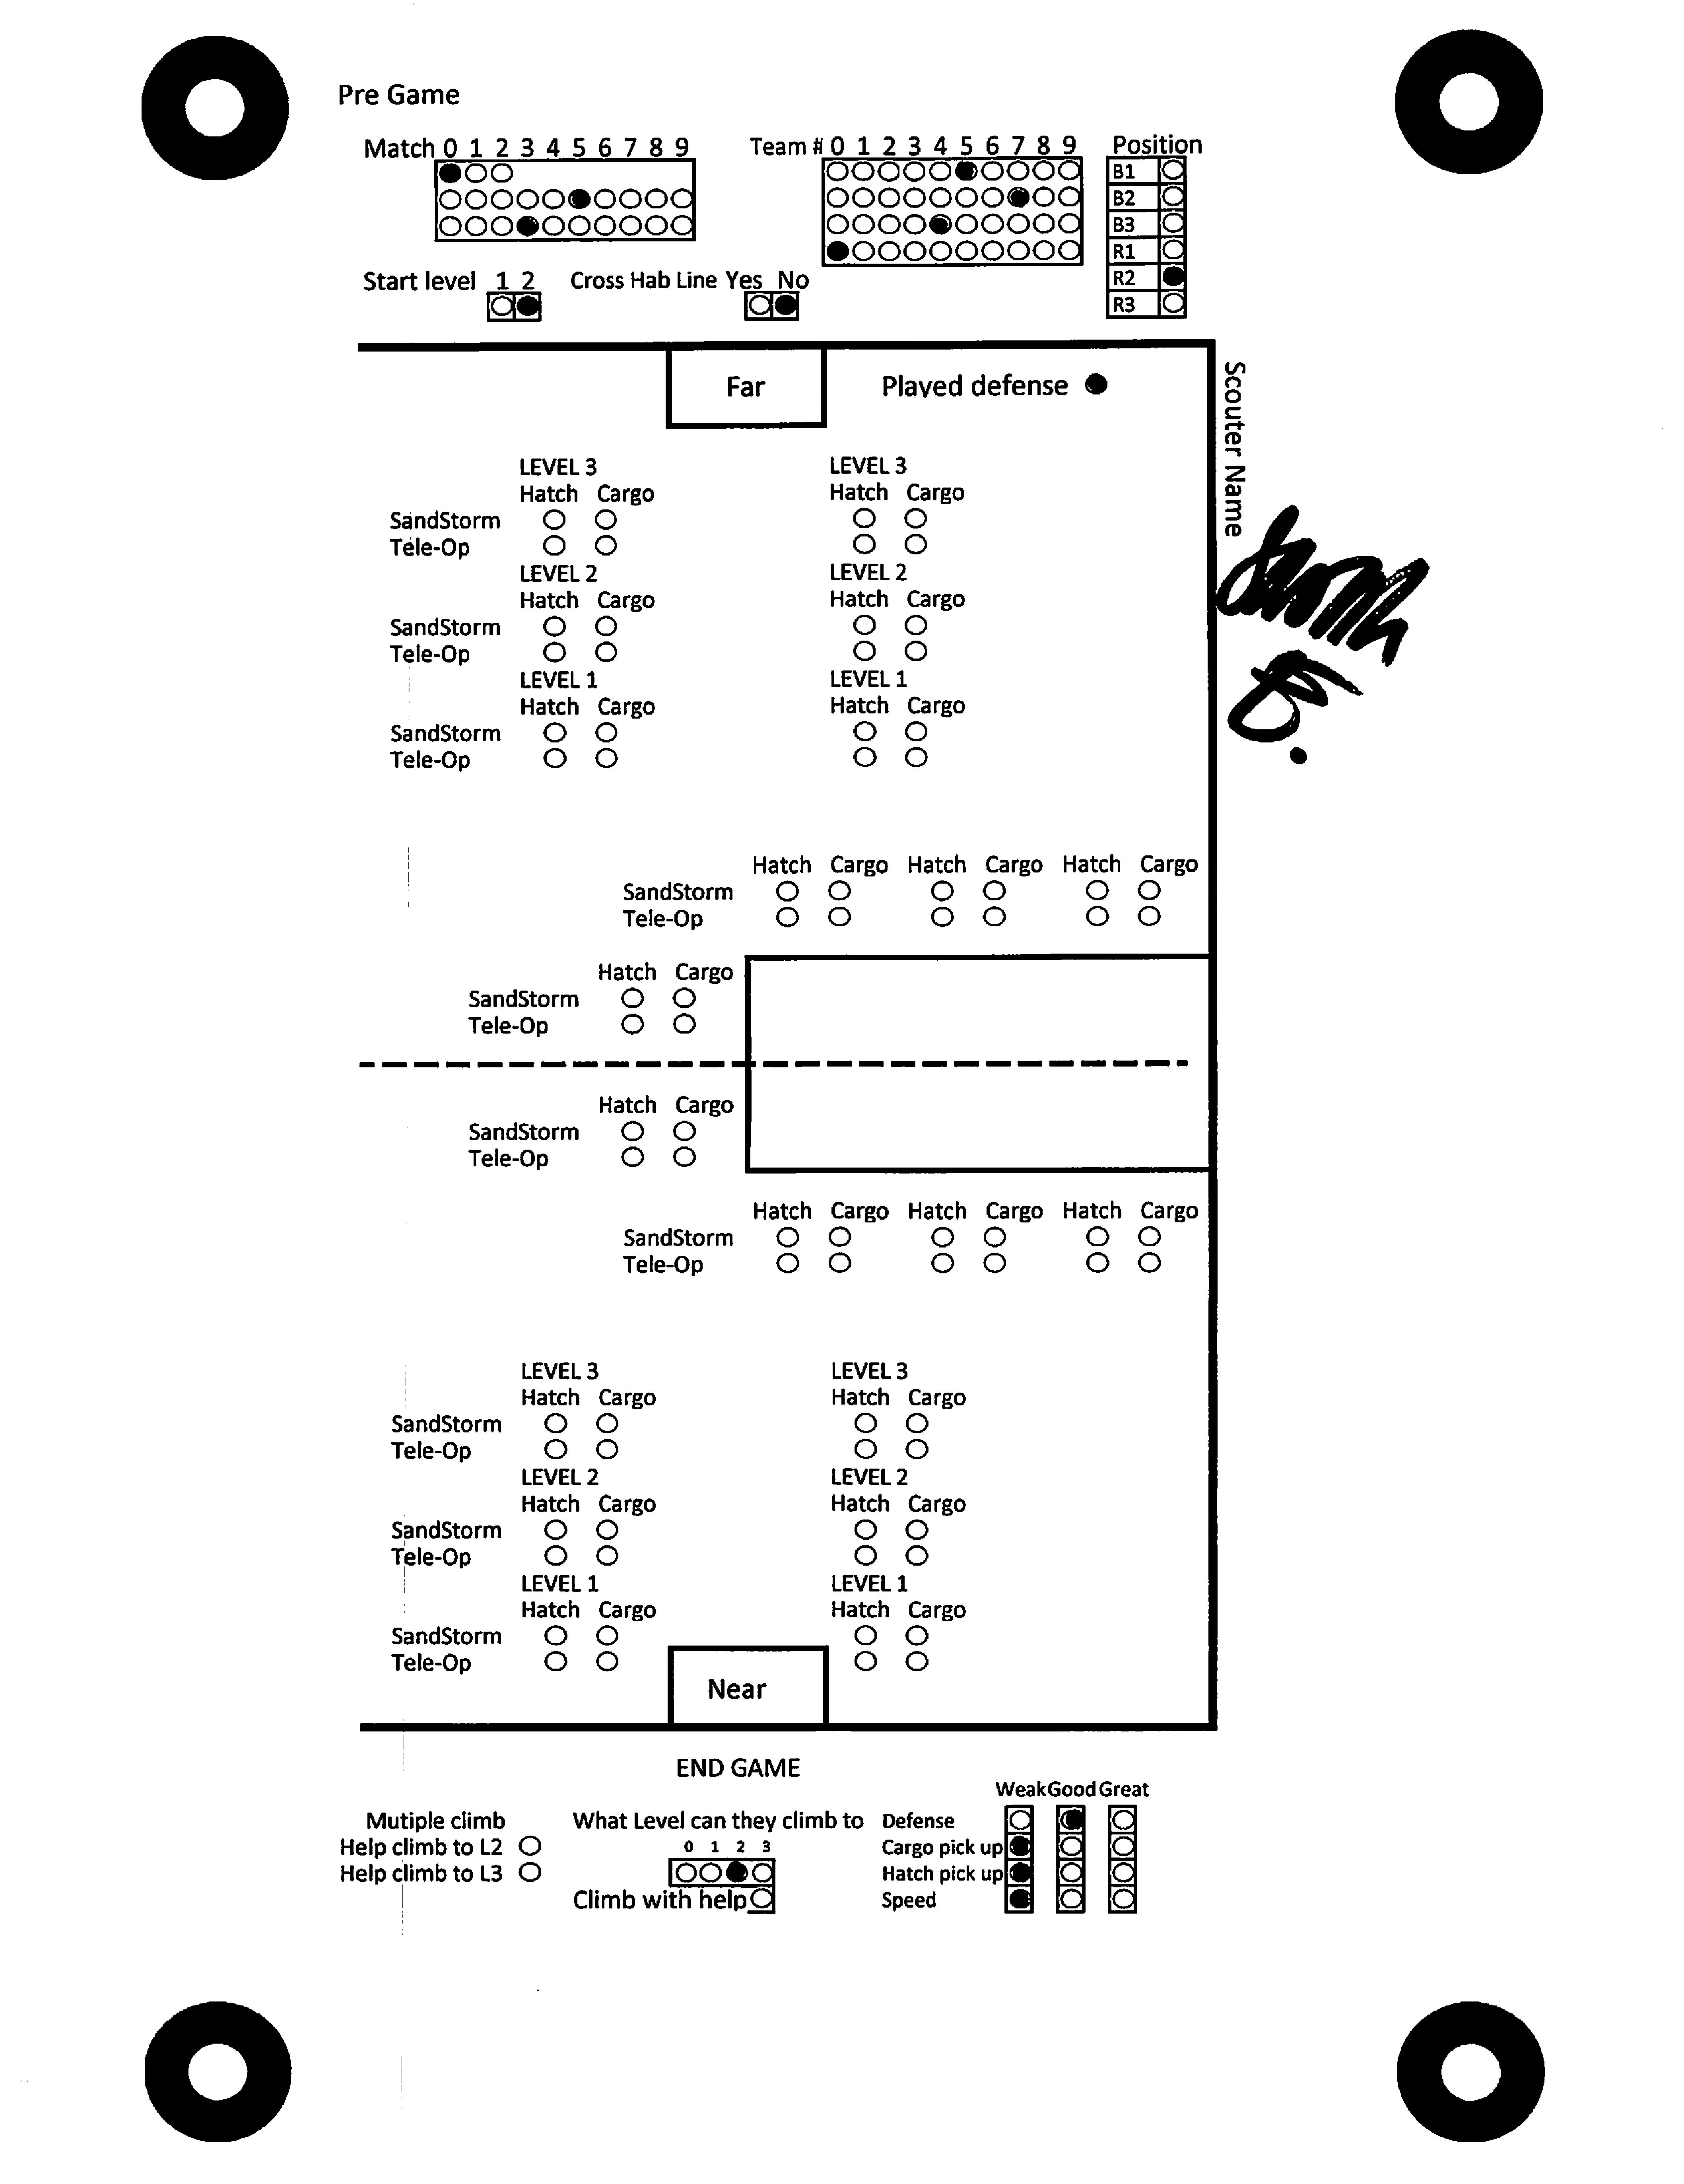 Pre Game
Match 0 1 2 3 4 5 6 7 8 9
Team # 0 1 2 3 4 5 6 7 8 9
Position
B1
B2
B3
R1
R2
R3
Start level 1 2
Cross Hab Line Yes No
Far
Played defense
Scouter Name
LEVEL 3 LEVEL 3
Hatch Cargo Hatch Cargo
SandStorm
Tele-Op
LEVEL 2 LEVEL 2
Hatch Cargo Hatch Cargo
SandStorm
Tele-Op
LEVEL 1 LEVEL 1
Hatch Cargo Hatch Cargo
SandStorm
Tele-Op
Hatch Cargo Hatch Cargo Hatch Cargo
SandStorm
Tele-Op
Hatch Cargo
SandStorm
Tele-Op
Hatch Cargo
SandStorm
Tele-Op
Hatch Cargo Hatch Cargo Hatch Cargo
SandStorm
Tele-Op
LEVEL 3 LEVEL 3
Hatch Cargo Hatch Cargo
SandStorm
Tele-Op
LEVEL 2 LEVEL 2
Hatch Cargo Hatch Cargo
SandStorm
Tele-Op
LEVEL 1 LEVEL 1
Hatch Cargo Hatch Cargo
SandStorm
Tele-Op
Near
END GAME
Mutiple climb
Help climb to L2
Help climb to L3
What Level can they climb to
0 1 2 3
Climb with help
Weak Good Great
Defense
Cargo pick up
Hatch pick up
Speed